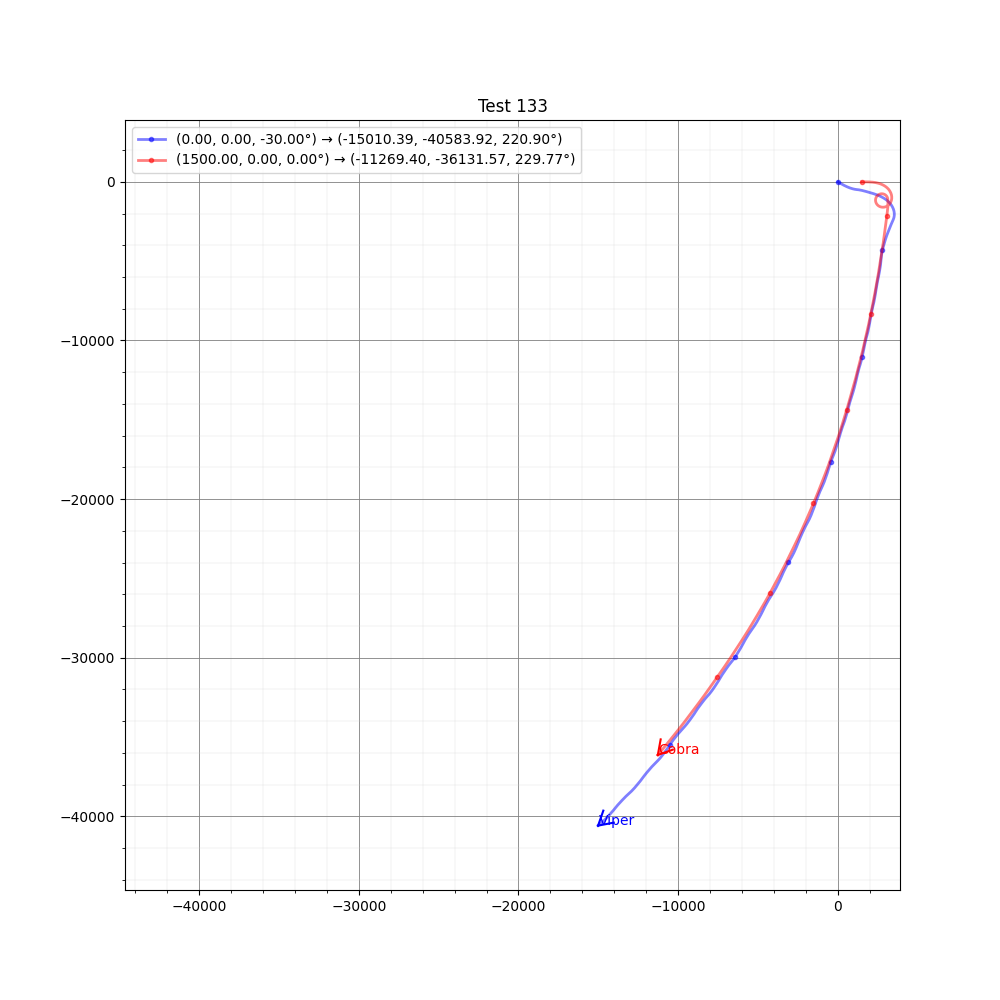 Test 133
(0.00, 0.00, -30.00°) → (-15010.39, -40583.92, 220.90°)
(1500.00, 0.00, 0.00°) → (-11269.40, -36131.57, 229.77°)
0
−10000
−20000
−30000
−40000
Cobra
Viper
−40000 −30000 −20000 −10000 0